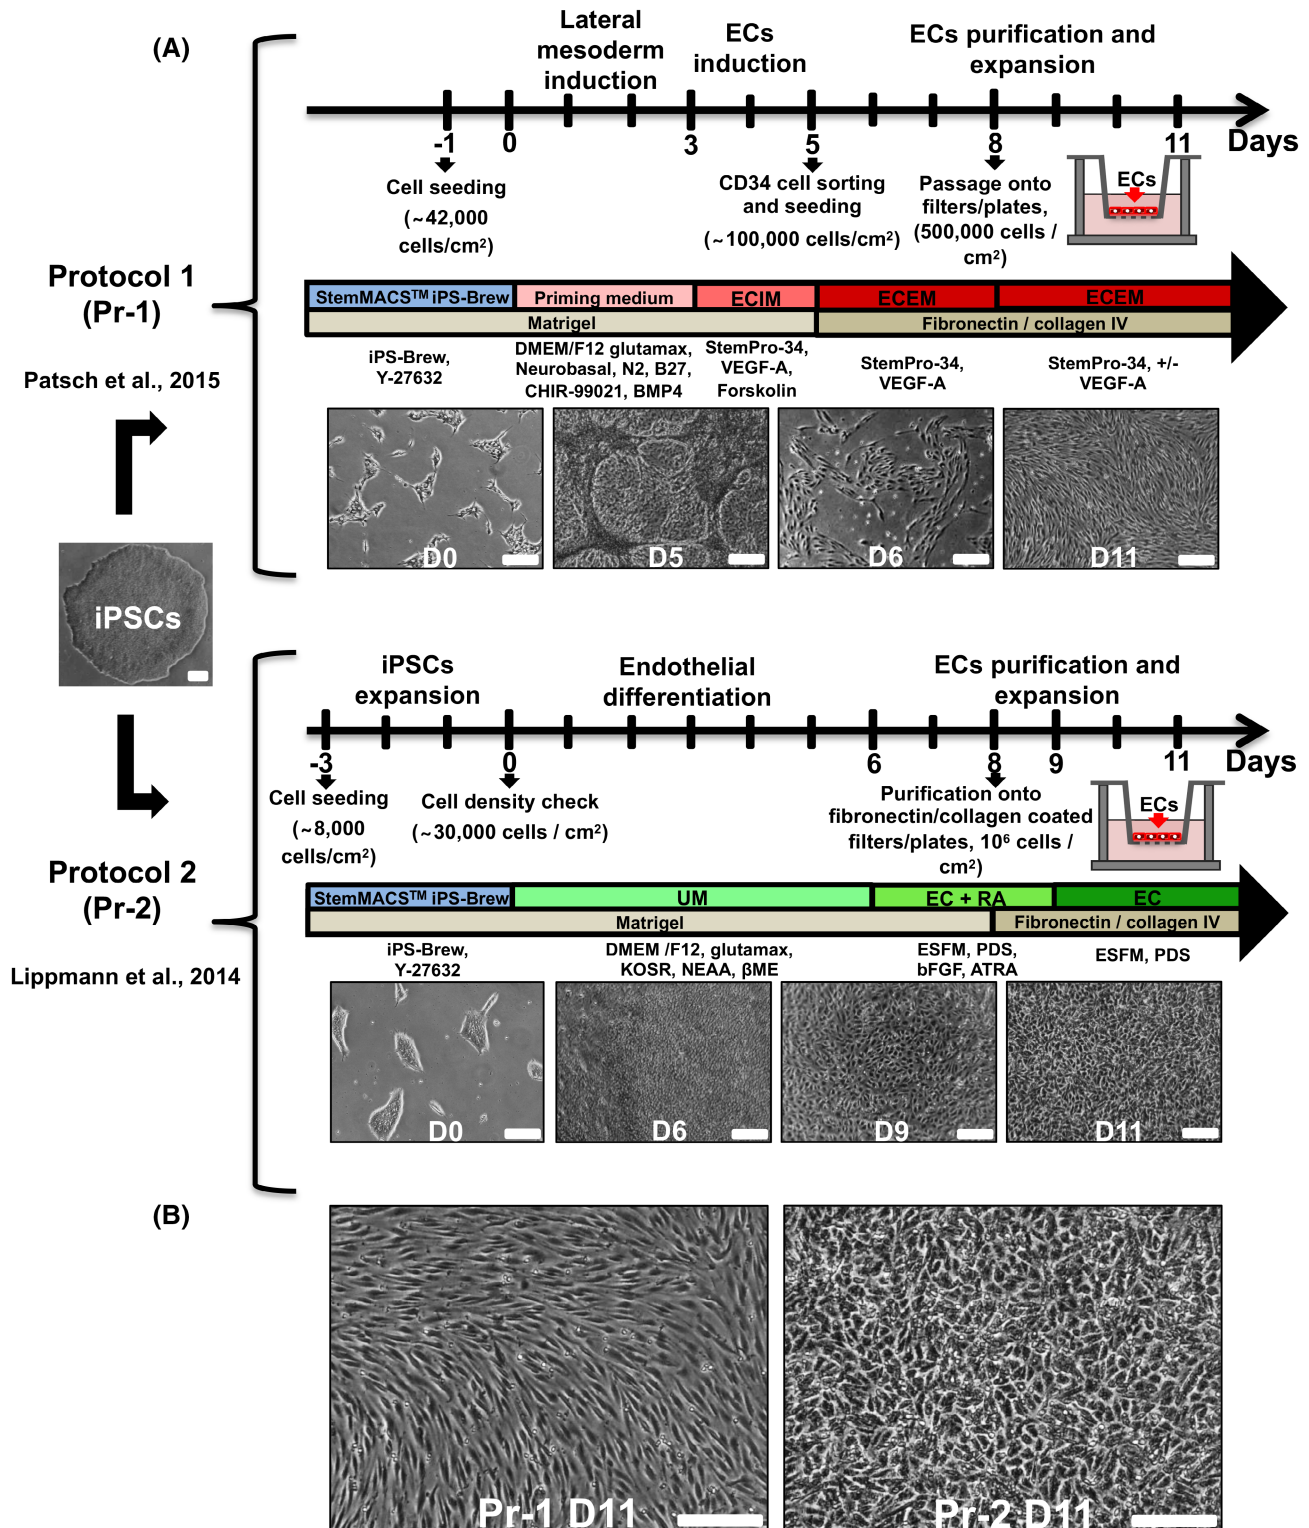 (A)
Lateral
mesoderm
induction
ECs
induction
ECs purification and
expansion
-1
0
3
5
8
11
Days
Cell seeding
(~42,000
cells/cm²)
CD34 cell sorting
and seeding
(~100,000 cells/cm²)
Passage onto
filters/plates,
(500,000 cells /
cm²)
ECs
Protocol 1
(Pr-1)
Patsch et al., 2015
StemMACS™ iPS-Brew
Priming medium
ECIM
ECEM
ECEM
Matrigel
Fibronectin / collagen IV
iPS-Brew,
Y-27632
DMEM/F12 glutamax,
Neurobasal, N2, B27,
CHIR-99021, BMP4
StemPro-34,
VEGF-A,
Forskolin
StemPro-34,
VEGF-A
StemPro-34, +/-
VEGF-A
D0
D5
D6
D11
iPSCs
iPSCs
expansion
Endothelial
differentiation
ECs purification and
expansion
-3
0
6
8
9
11
Days
Cell seeding
(~8,000
cells/cm²)
Cell density check
(~30,000 cells / cm²)
Purification onto
fibronectin/collagen coated
filters/plates, 10⁶ cells /
cm²)
ECs
Protocol 2
(Pr-2)
Lippmann et al., 2014
StemMACS™ iPS-Brew
UM
EC + RA
EC
Matrigel
Fibronectin / collagen IV
iPS-Brew,
Y-27632
DMEM /F12, glutamax,
KOSR, NEAA, βME
ESFM, PDS,
bFGF, ATRA
ESFM, PDS
D0
D6
D9
D11
(B)
Pr-1 D11
Pr-2 D11